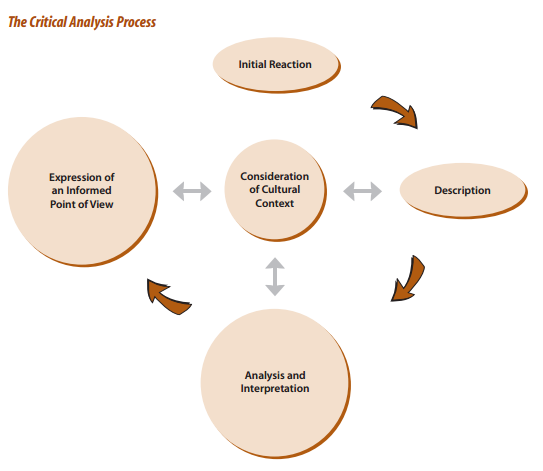 The Critical Analysis Process
Initial Reaction
Expression of
an Informed
Point of View
Consideration
of Cultural
Context
Description
Analysis and
Interpretation